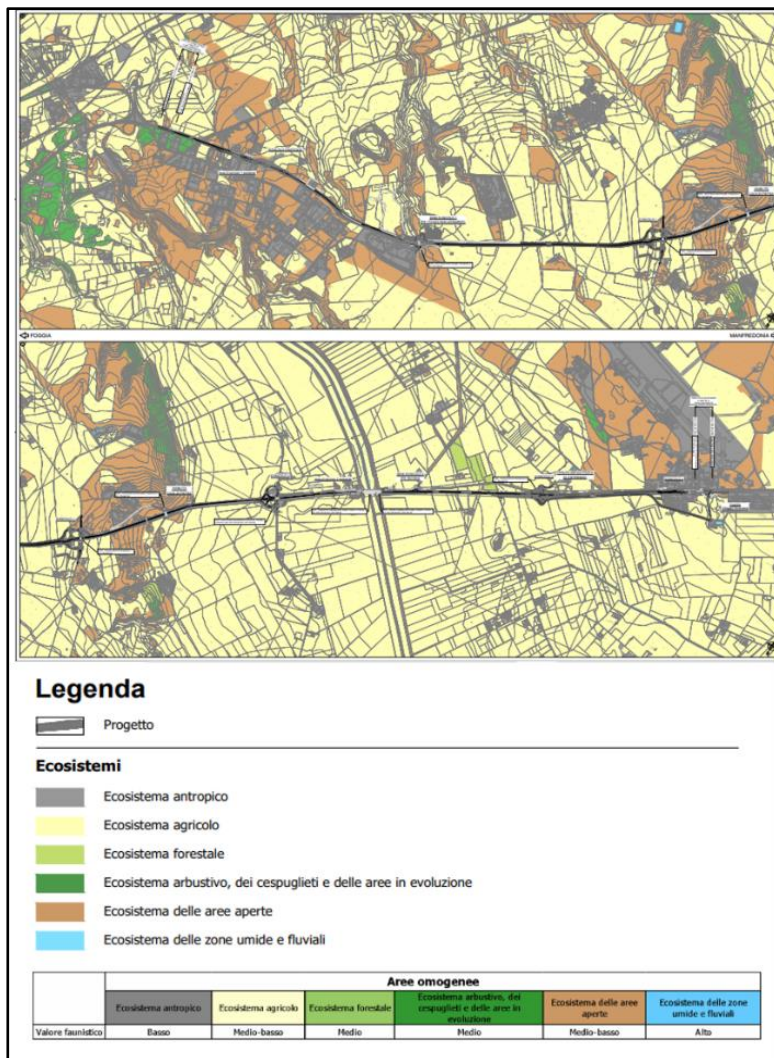 FOGGIA
MANFREDONIA
Legenda
Progetto
Ecosistemi
Ecosistema antropico
Ecosistema agricolo
Ecosistema forestale
Ecosistema arbustivo, dei cespuglieti e delle aree in evoluzione
Ecosistema delle aree aperte
Ecosistema delle zone umide e fluviali
Aree omogenee
Ecosistema antropico
Ecosistema agricolo
Ecosistema forestale
Ecosistema arbustivo, dei
cespuglieti e delle aree in
evoluzione
Ecosistema delle aree
aperte
Ecosistema delle zone
umide e fluviali
Valore faunistico
Basso
Medio-basso
Medio
Medio
Medio-basso
Alto